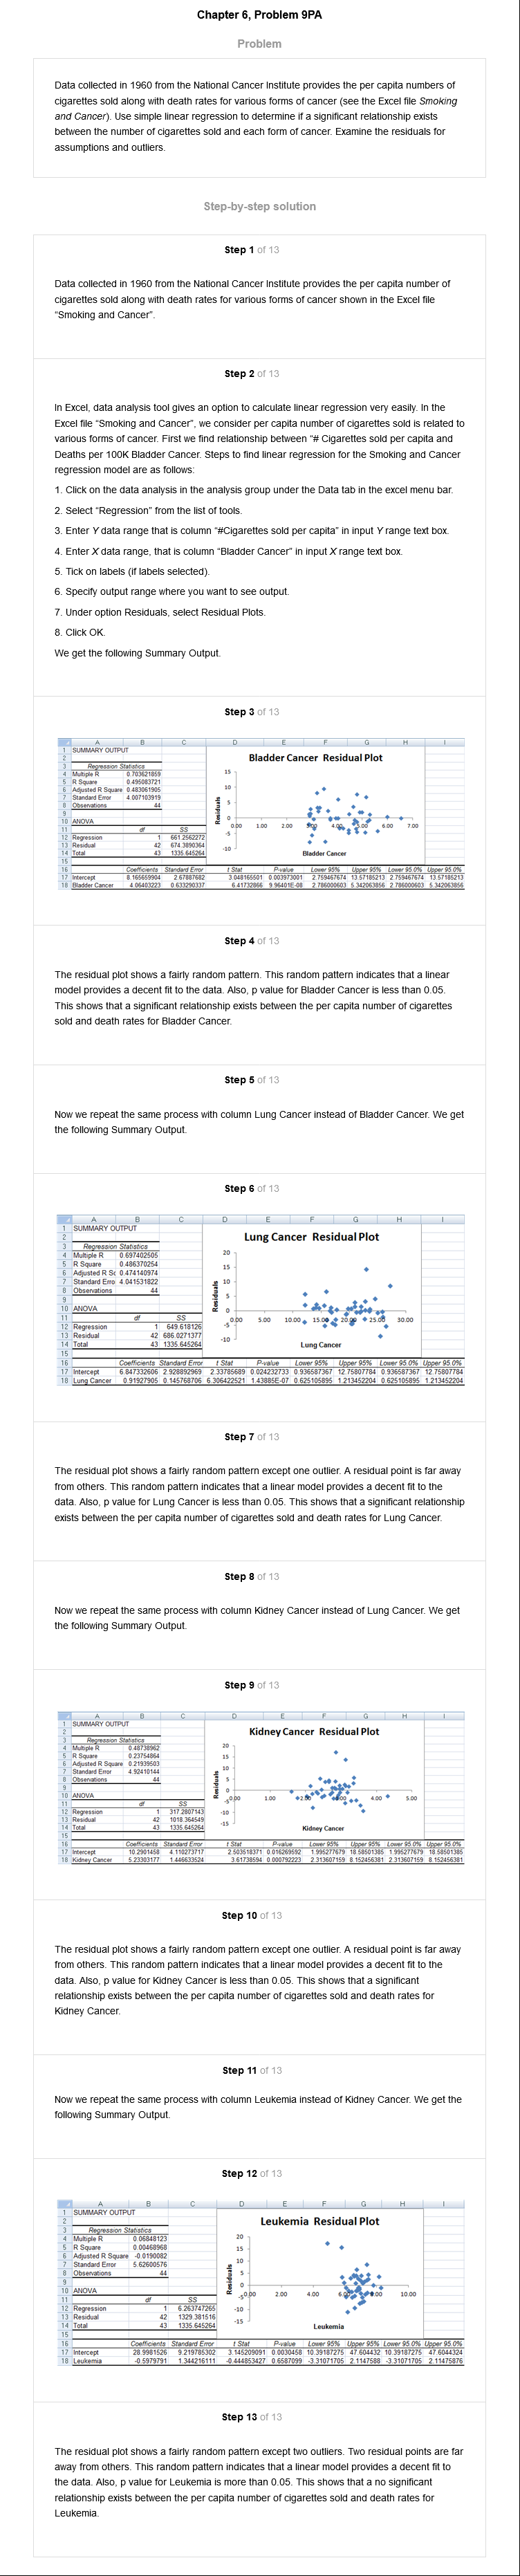 Chapter 6, Problem 9PA
Problem
Data collected in 1960 from the National Cancer Institute provides the per capita numbers of
cigarettes sold along with death rates for various forms of cancer (see the Excel file Smoking
and Cancer). Use simple linear regression to determine if a significant relationship exists
between the number of cigarettes sold and each form of cancer. Examine the residuals for
assumptions and outliers.
Step-by-step solution
Step 1 of 13
Data collected in 1960 from the National Cancer Institute provides the per capita number of
cigarettes sold along with death rates for various forms of cancer shown in the Excel file
“Smoking and Cancer”.
Step 2 of 13
In Excel, data analysis tool gives an option to calculate linear regression very easily. In the
Excel file “Smoking and Cancer”, we consider per capita number of cigarettes sold is related to
various forms of cancer. First we find relationship between “# Cigarettes sold per capita and
Deaths per 100K Bladder Cancer. Steps to find linear regression for the Smoking and Cancer
regression model are as follows:
1. Click on the data analysis in the analysis group under the Data tab in the excel menu bar.
2. Select “Regression” from the list of tools.
3. Enter Y data range that is column “#Cigarettes sold per capita” in input Y range text box.
4. Enter X data range, that is column “Bladder Cancer” in input X range text box.
5. Tick on labels (if labels selected).
6. Specify output range where you want to see output.
7. Under option Residuals, select Residual Plots.
8. Click OK.
We get the following Summary Output.
Step 3 of 13
A B C D E F G H I
1 SUMMARY OUTPUT
2
Bladder Cancer Residual Plot
3 Regression Statistics
4 Multiple R 0.703621859
5 R Square 0.495083721
6 Adjusted R Square 0.483061905
7 Standard Error 4.007103919
8 Observations 44
9
10 ANOVA
11 df SS
12 Regression 1 661.2562272
13 Residual 42 674.3890364
14 Total 43 1335.645264
15
Residuals
15
10
5
0
-5
-10
0.00 1.00 2.00 3.00 4.00 5.00 6.00 7.00
Bladder Cancer
16 Coefficients Standard Error t Stat P-value Lower 95% Upper 95% Lower 95.0% Upper 95.0%
17 Intercept 8.165659904 2.67887682 3.048165501 0.003973001 2.759467674 13.57185213 2.759467674 13.57185213
18 Bladder Cancer 4.06403223 0.633290337 6.41732866 9.96401E-08 2.786000603 5.342063856 2.786000603 5.342063856
Step 4 of 13
The residual plot shows a fairly random pattern. This random pattern indicates that a linear
model provides a decent fit to the data. Also, p value for Bladder Cancer is less than 0.05.
This shows that a significant relationship exists between the per capita number of cigarettes
sold and death rates for Bladder Cancer.
Step 5 of 13
Now we repeat the same process with column Lung Cancer instead of Bladder Cancer. We get
the following Summary Output.
Step 6 of 13
A B C D E F G H I
1 SUMMARY OUTPUT
2
Lung Cancer Residual Plot
3 Regression Statistics
4 Multiple R 0.697402505
5 R Square 0.486370254
6 Adjusted R Sc 0.474140974
7 Standard Erro 4.041531822
8 Observations 44
9
10 ANOVA
11 df SS
12 Regression 1 649.618126
13 Residual 42 686.0271377
14 Total 43 1335.645264
15
Residuals
20
15
10
5
0
-5
-10
0.00 5.00 10.00 15.00 20.00 25.00 30.00
Lung Cancer
16 Coefficients Standard Error t Stat P-value Lower 95% Upper 95% Lower 95.0% Upper 95.0%
17 Intercept 6.847332606 2.928892969 2.33785689 0.024232733 0.936587367 12.75807784 0.936587367 12.75807784
18 Lung Cancer 0.91927905 0.145768706 6.306422521 1.43885E-07 0.625105895 1.213452204 0.625105895 1.213452204
Step 7 of 13
The residual plot shows a fairly random pattern except one outlier. A residual point is far away
from others. This random pattern indicates that a linear model provides a decent fit to the
data. Also, p value for Lung Cancer is less than 0.05. This shows that a significant relationship
exists between the per capita number of cigarettes sold and death rates for Lung Cancer.
Step 8 of 13
Now we repeat the same process with column Kidney Cancer instead of Lung Cancer. We get
the following Summary Output.
Step 9 of 13
A B C D E F G H I
1 SUMMARY OUTPUT
2
Kidney Cancer Residual Plot
3 Regression Statistics
4 Multiple R 0.48738962
5 R Square 0.23754864
6 Adjusted R Square 0.21939503
7 Standard Error 4.92410144
8 Observations 44
9
10 ANOVA
11 df SS
12 Regression 1 317.2807143
13 Residual 42 1018.364549
14 Total 43 1335.645264
15
Residuals
20
15
10
5
0
-5
-10
-15
0.00 1.00 2.00 3.00 4.00 5.00
Kidney Cancer
16 Coefficients Standard Error t Stat P-value Lower 95% Upper 95% Lower 95.0% Upper 95.0%
17 Intercept 10.2901458 4.110273717 2.503518371 0.016269592 1.995277679 18.58501385 1.995277679 18.58501385
18 Kidney Cancer 5.23303177 1.446633524 3.61738594 0.000792223 2.313607159 8.152456381 2.313607159 8.152456381
Step 10 of 13
The residual plot shows a fairly random pattern except one outlier. A residual point is far away
from others. This random pattern indicates that a linear model provides a decent fit to the
data. Also, p value for Kidney Cancer is less than 0.05. This shows that a significant
relationship exists between the per capita number of cigarettes sold and death rates for
Kidney Cancer.
Step 11 of 13
Now we repeat the same process with column Leukemia instead of Kidney Cancer. We get the
following Summary Output.
Step 12 of 13
A B C D E F G H I
1 SUMMARY OUTPUT
2
Leukemia Residual Plot
3 Regression Statistics
4 Multiple R 0.06848123
5 R Square 0.00468968
6 Adjusted R Square -0.0190082
7 Standard Error 5.62600576
8 Observations 44
9
10 ANOVA
11 df SS
12 Regression 1 6.263747265
13 Residual 42 1329.381516
14 Total 43 1335.645264
15
Residuals
20
15
10
5
0
-5
-10
-15
0.00 2.00 4.00 6.00 8.00 10.00
Leukemia
16 Coefficients Standard Error t Stat P-value Lower 95% Upper 95% Lower 95.0% Upper 95.0%
17 Intercept 28.9981526 9.219785302 3.145209091 0.0030458 10.39187275 47.604432 10.39187275 47.6044324
18 Leukemia -0.5979791 1.344216111 -0.444853427 0.6587099 -3.31071705 2.1147588 -3.31071705 2.11475876
Step 13 of 13
The residual plot shows a fairly random pattern except two outliers. Two residual points are far
away from others. This random pattern indicates that a linear model provides a decent fit to
the data. Also, p value for Leukemia is more than 0.05. This shows that a no significant
relationship exists between the per capita number of cigarettes sold and death rates for
Leukemia.